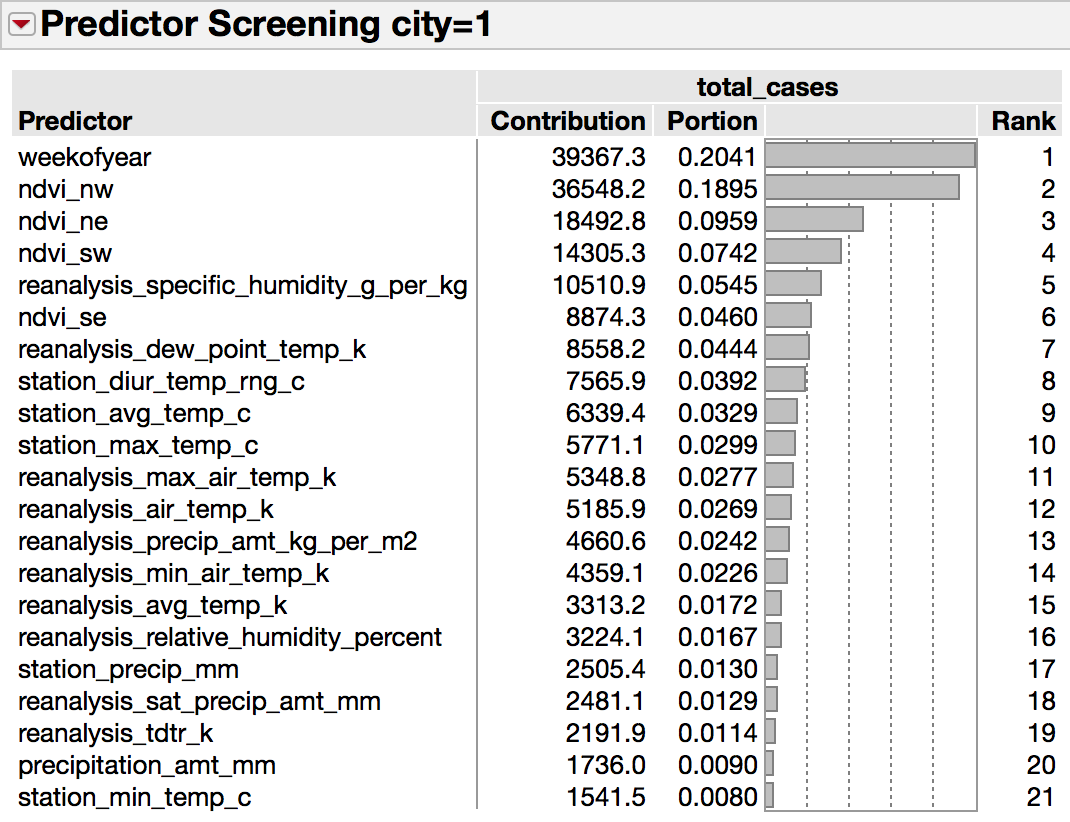 Predictor Screening city=1
total_cases
Predictor Contribution Portion Rank
weekofyear 39367.3 0.2041 1
ndvi_nw 36548.2 0.1895 2
ndvi_ne 18492.8 0.0959 3
ndvi_sw 14305.3 0.0742 4
reanalysis_specific_humidity_g_per_kg 10510.9 0.0545 5
ndvi_se 8874.3 0.0460 6
reanalysis_dew_point_temp_k 8558.2 0.0444 7
station_diur_temp_rng_c 7565.9 0.0392 8
station_avg_temp_c 6339.4 0.0329 9
station_max_temp_c 5771.1 0.0299 10
reanalysis_max_air_temp_k 5348.8 0.0277 11
reanalysis_air_temp_k 5185.9 0.0269 12
reanalysis_precip_amt_kg_per_m2 4660.6 0.0242 13
reanalysis_min_air_temp_k 4359.1 0.0226 14
reanalysis_avg_temp_k 3313.2 0.0172 15
reanalysis_relative_humidity_percent 3224.1 0.0167 16
station_precip_mm 2505.4 0.0130 17
reanalysis_sat_precip_amt_mm 2481.1 0.0129 18
reanalysis_tdtr_k 2191.9 0.0114 19
precipitation_amt_mm 1736.0 0.0090 20
station_min_temp_c 1541.5 0.0080 21